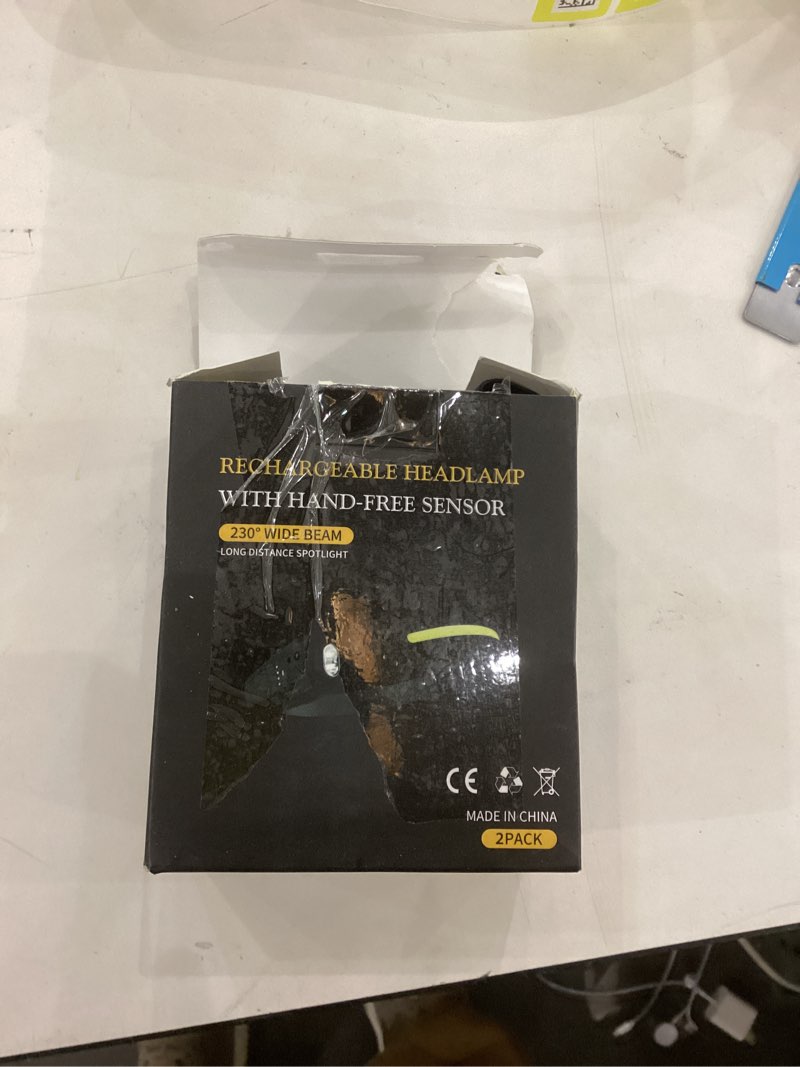 RECHARGEABLE HEADLAMP
WITH HAND-FREE SENSOR
230° WIDE BEAM
LONG DISTANCE SPOTLIGHT
CE
MADE IN CHINA
2PACK